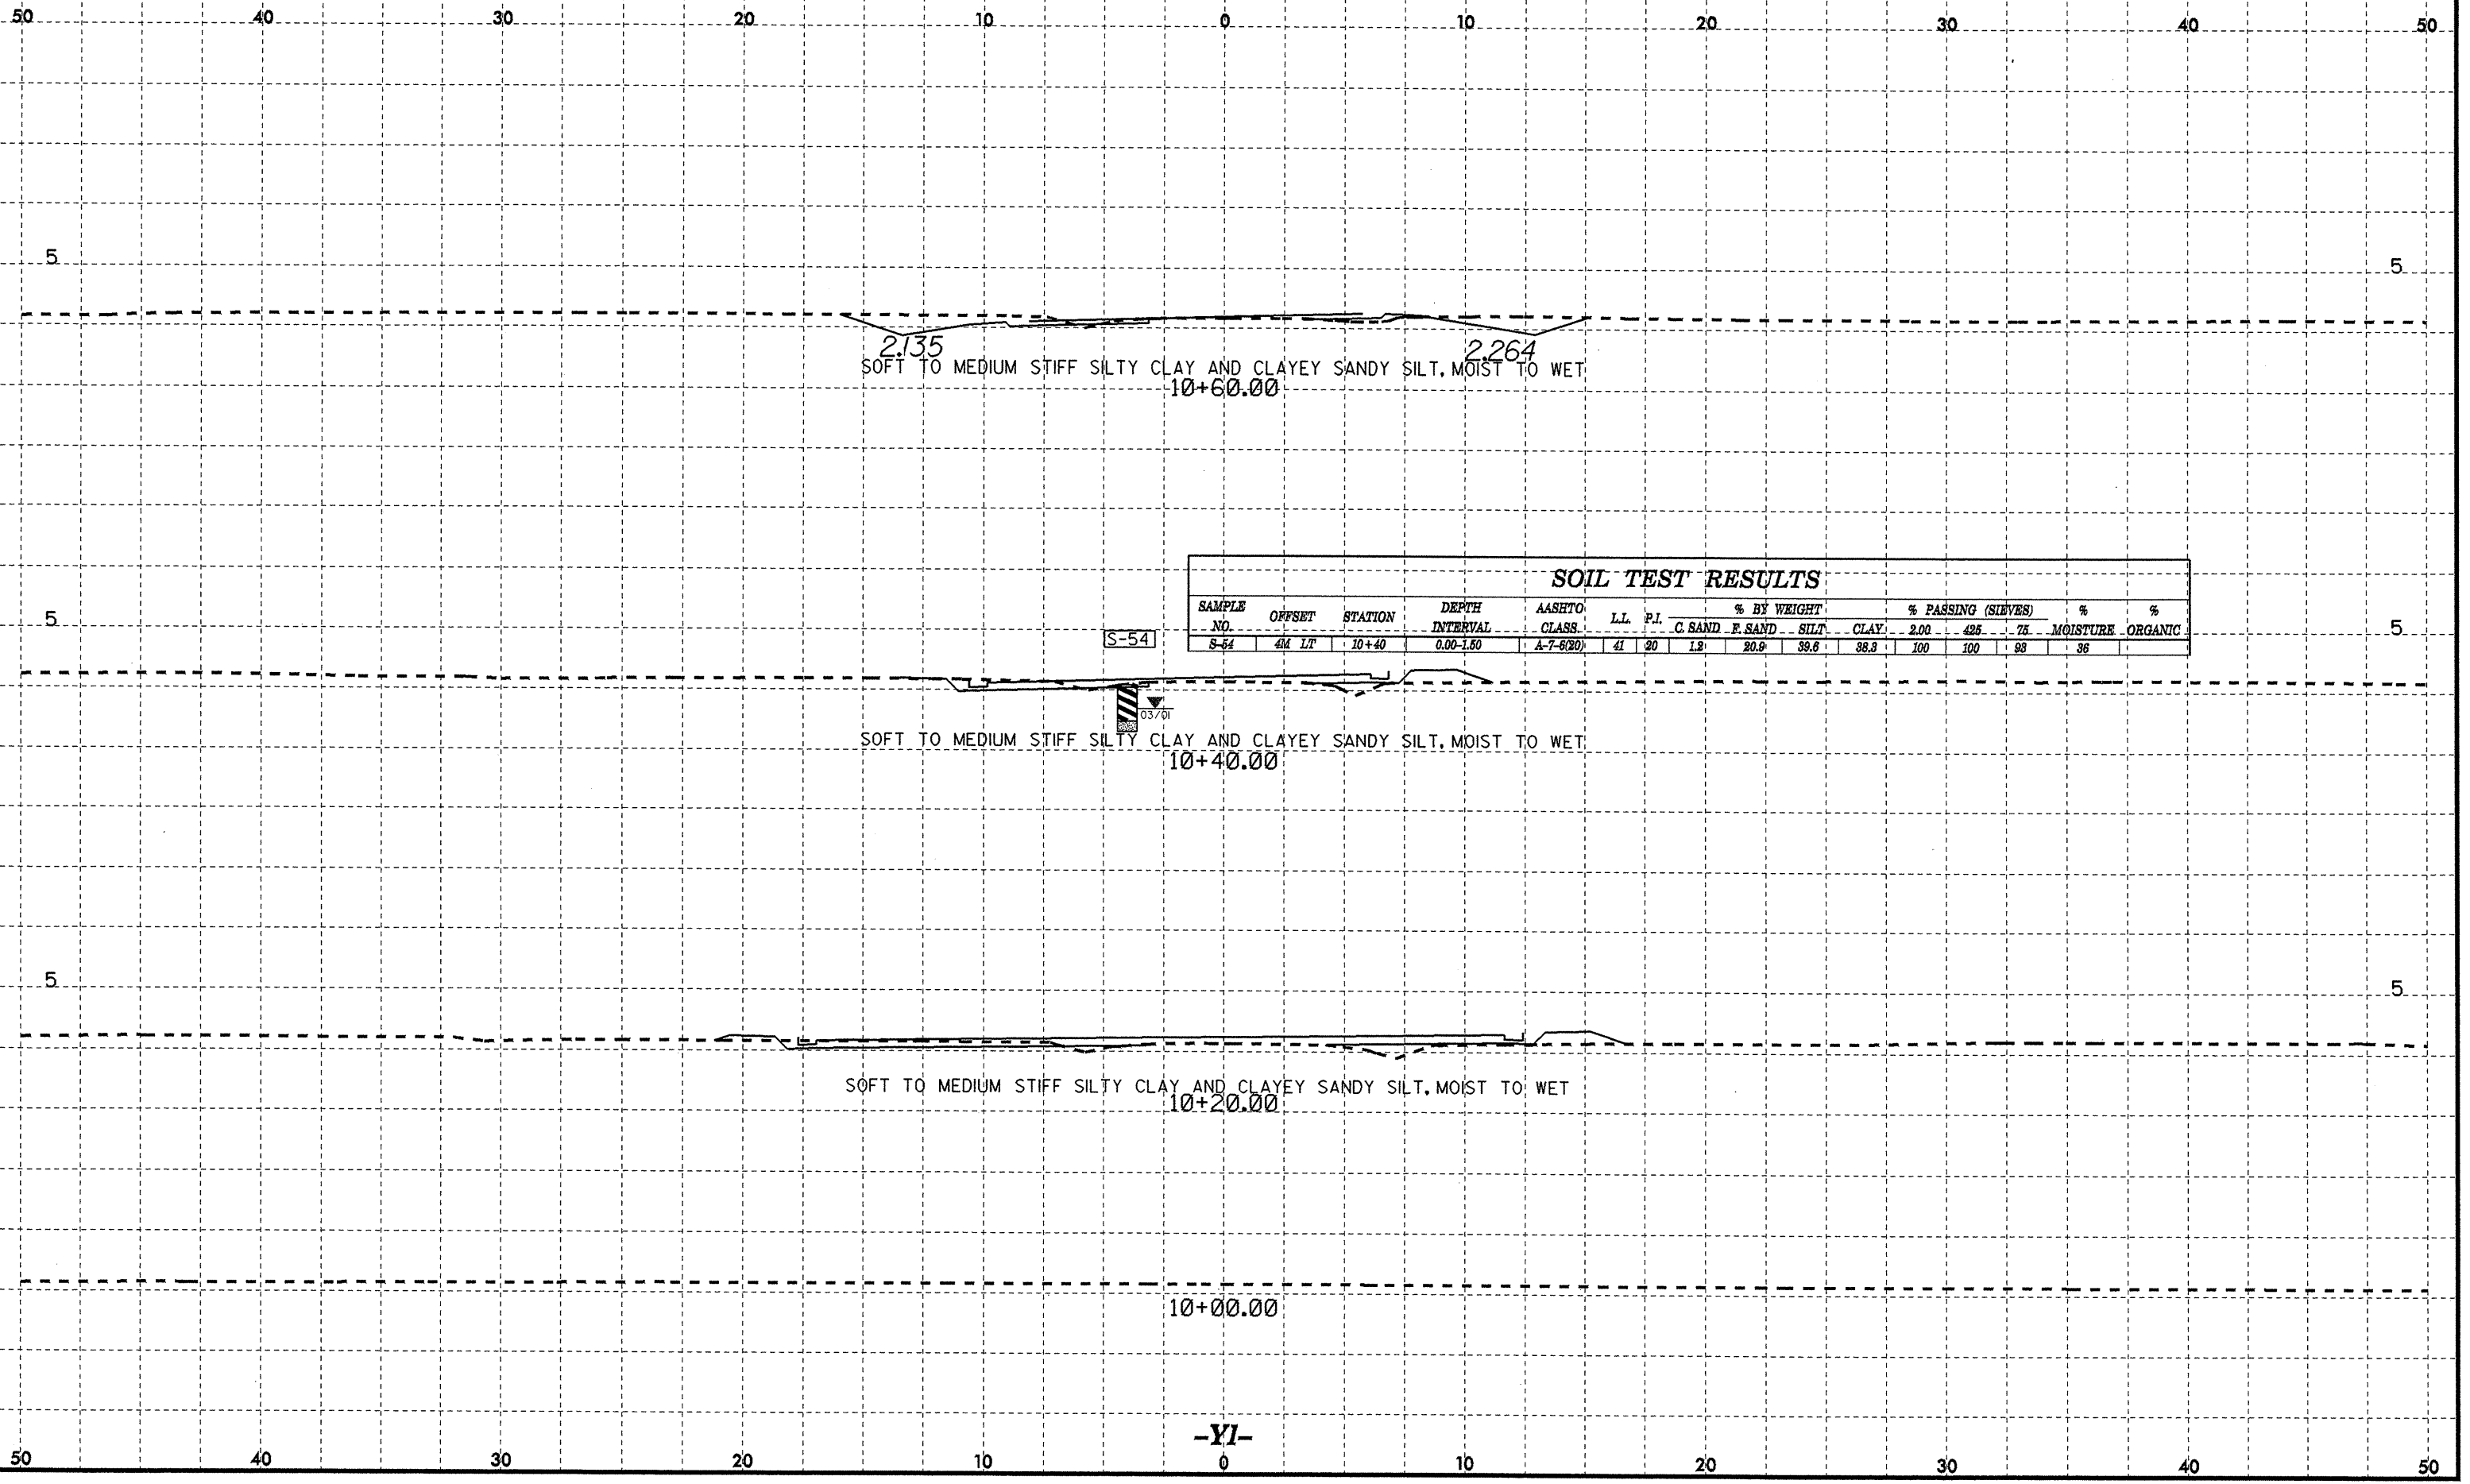 50 40 30 20 10 0 10 20 30 40 50
5 5
2.135 2.264
SOFT TO MEDIUM STIFF SILTY CLAY AND CLAYEY SANDY SILT, MOIST TO WET
10+60.00
SOIL TEST RESULTS
SAMPLE NO. OFFSET STATION DEPTH INTERVAL AASHTO CLASS. L.L. P.I. % BY WEIGHT C. SAND F. SAND SILT CLAY % PASSING (SIEVES) 2.00 425 75 % MOISTURE % ORGANIC
S-54 4M LT 10+40 0.00-1.50 A-7-6(20) 41 20 1.2 20.9 39.6 38.3 100 100 93 36
5 5
S-54
03/01
SOFT TO MEDIUM STIFF SILTY CLAY AND CLAYEY SANDY SILT, MOIST TO WET
10+40.00
5 5
SOFT TO MEDIUM STIFF SILTY CLAY AND CLAYEY SANDY SILT, MOIST TO WET
10+20.00
10+00.00
-Y1-
50 40 30 20 10 0 10 20 30 40 50